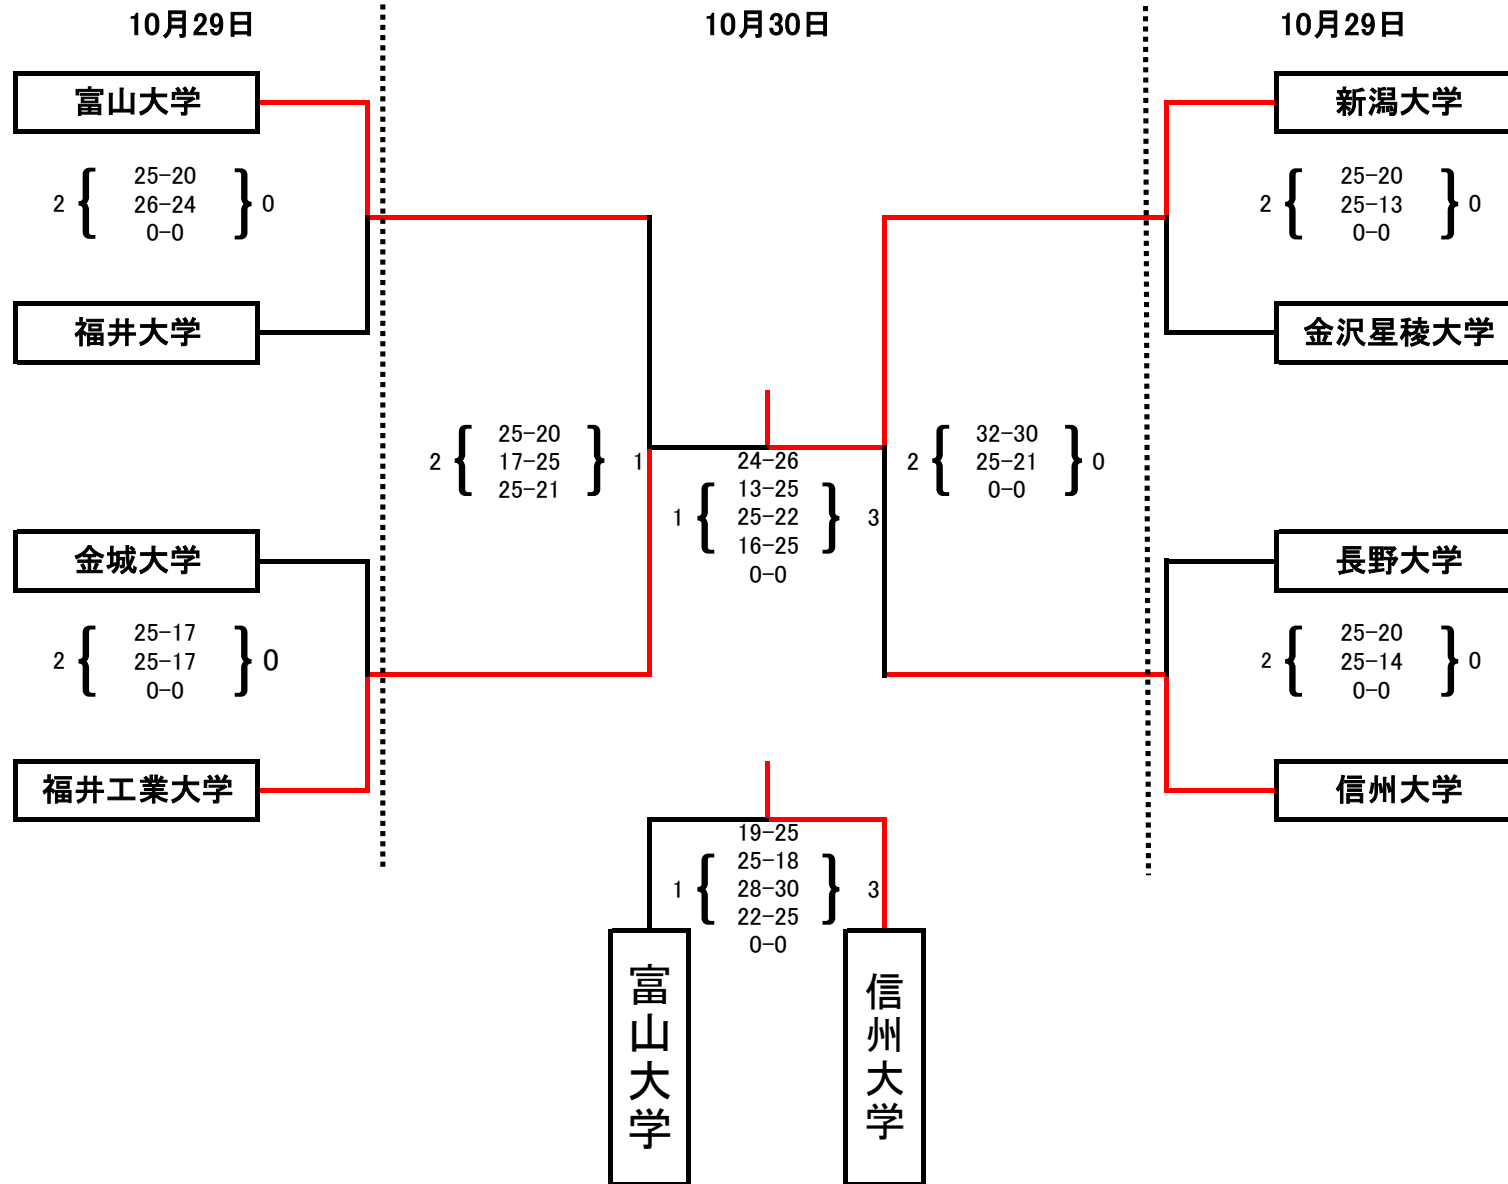 10月29日
10月30日
10月29日
富山大学
新潟大学
25-20
2 { 26-24 } 0
0-0
25-20
2 { 25-13 } 0
0-0
福井大学
金沢星稜大学
25-20
2 { 17-25 } 1
25-21
24-26
13-25
1 { 25-22 } 3
16-25
0-0
32-30
2 { 25-21 } 0
0-0
金城大学
長野大学
25-17
2 { 25-17 } 0
0-0
25-20
2 { 25-14 } 0
0-0
福井工業大学
信州大学
19-25
25-18
1 { 28-30 } 3
22-25
0-0
富山大学
信州大学